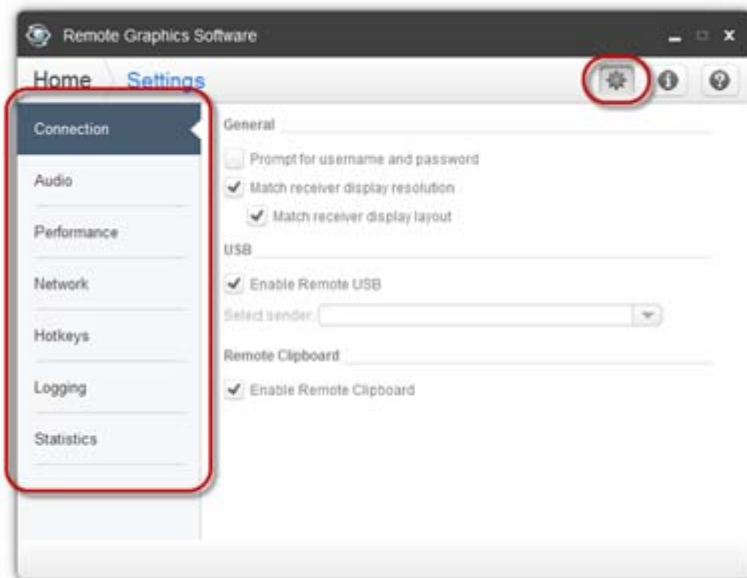 Remote Graphics Software
Home Settings
Connection
Audio
Performance
Network
Hotkeys
Logging
Statistics
General
Prompt for username and password
Match receiver display resolution
Match receiver display layout
USB
Enable Remote USB
Select sender:
Remote Clipboard
Enable Remote Clipboard